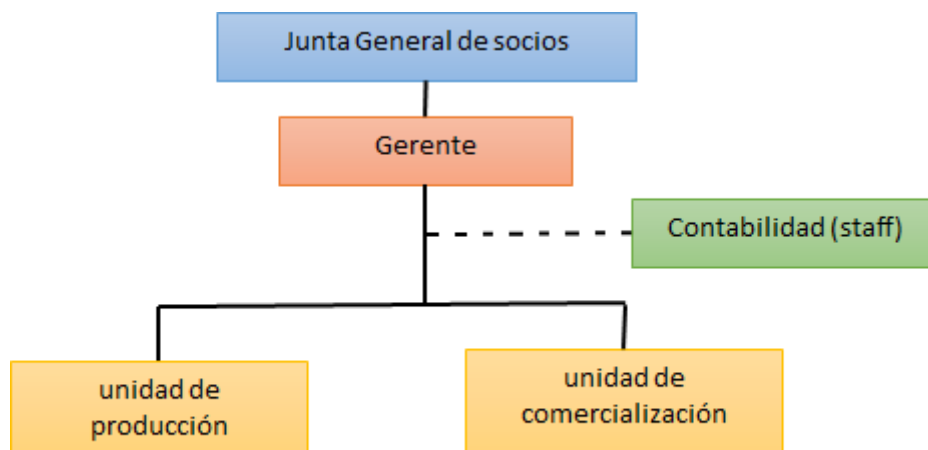 Junta General de socios
Gerente
Contabilidad (staff)
unidad de
producción
unidad de
comercialización